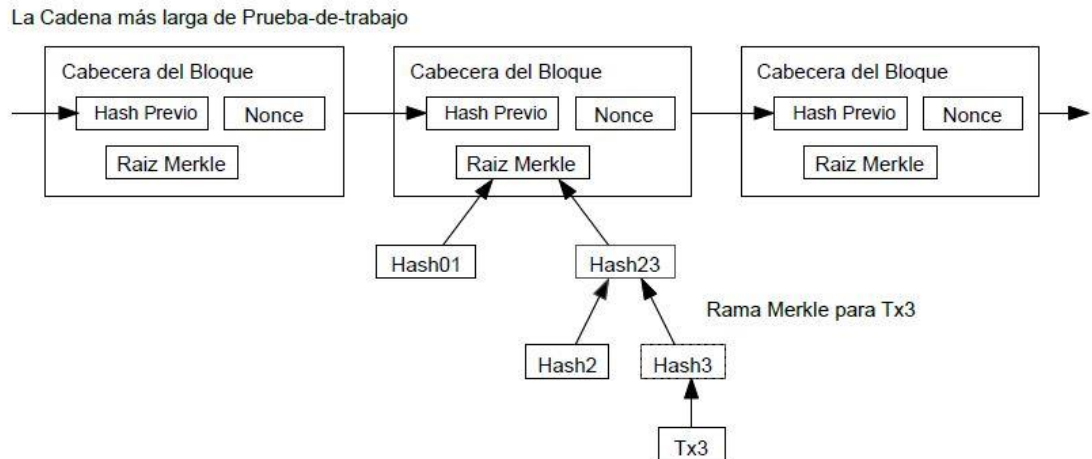 La Cadena más larga de Prueba-de-trabajo
Cabecera del Bloque
Hash Previo
Nonce
Raiz Merkle
Cabecera del Bloque
Hash Previo
Nonce
Raiz Merkle
Cabecera del Bloque
Hash Previo
Nonce
Raiz Merkle
Hash01
Hash23
Rama Merkle para Tx3
Hash2
Hash3
Tx3